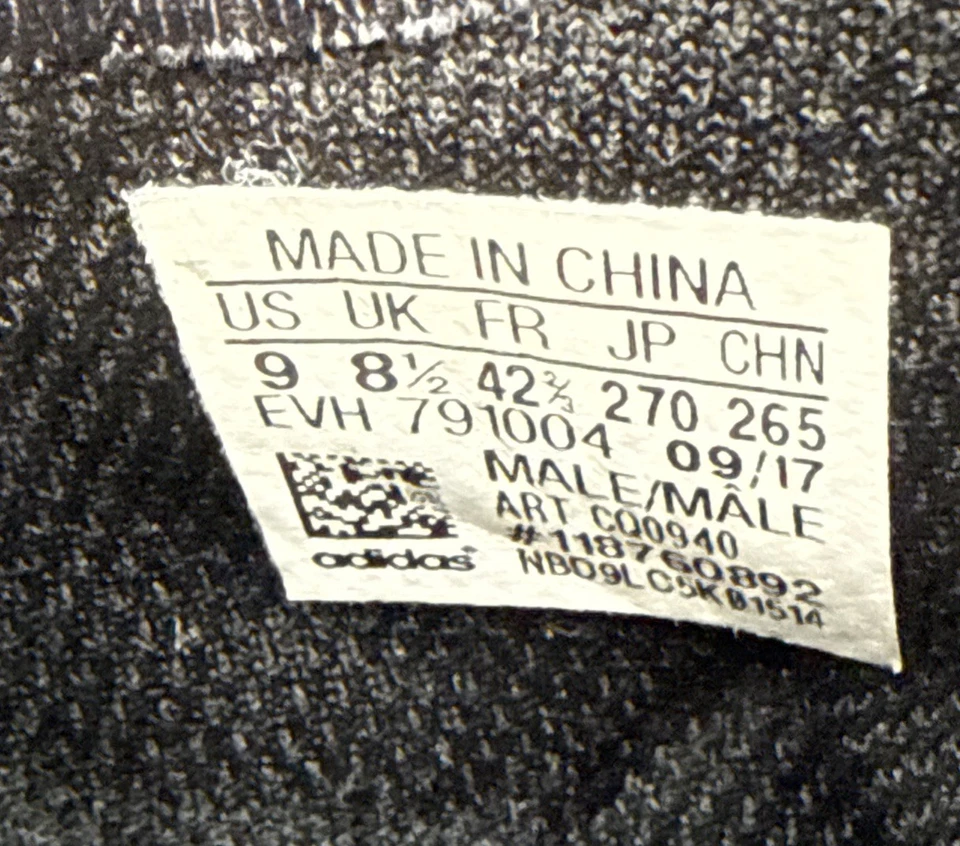 MADE IN CHINA
US UK FR JP CHN
9 8½ 42⅔ 270 265
EVH 791004 09/17
MALE/MÂLE
ART CQ0940
#118760892
adidas